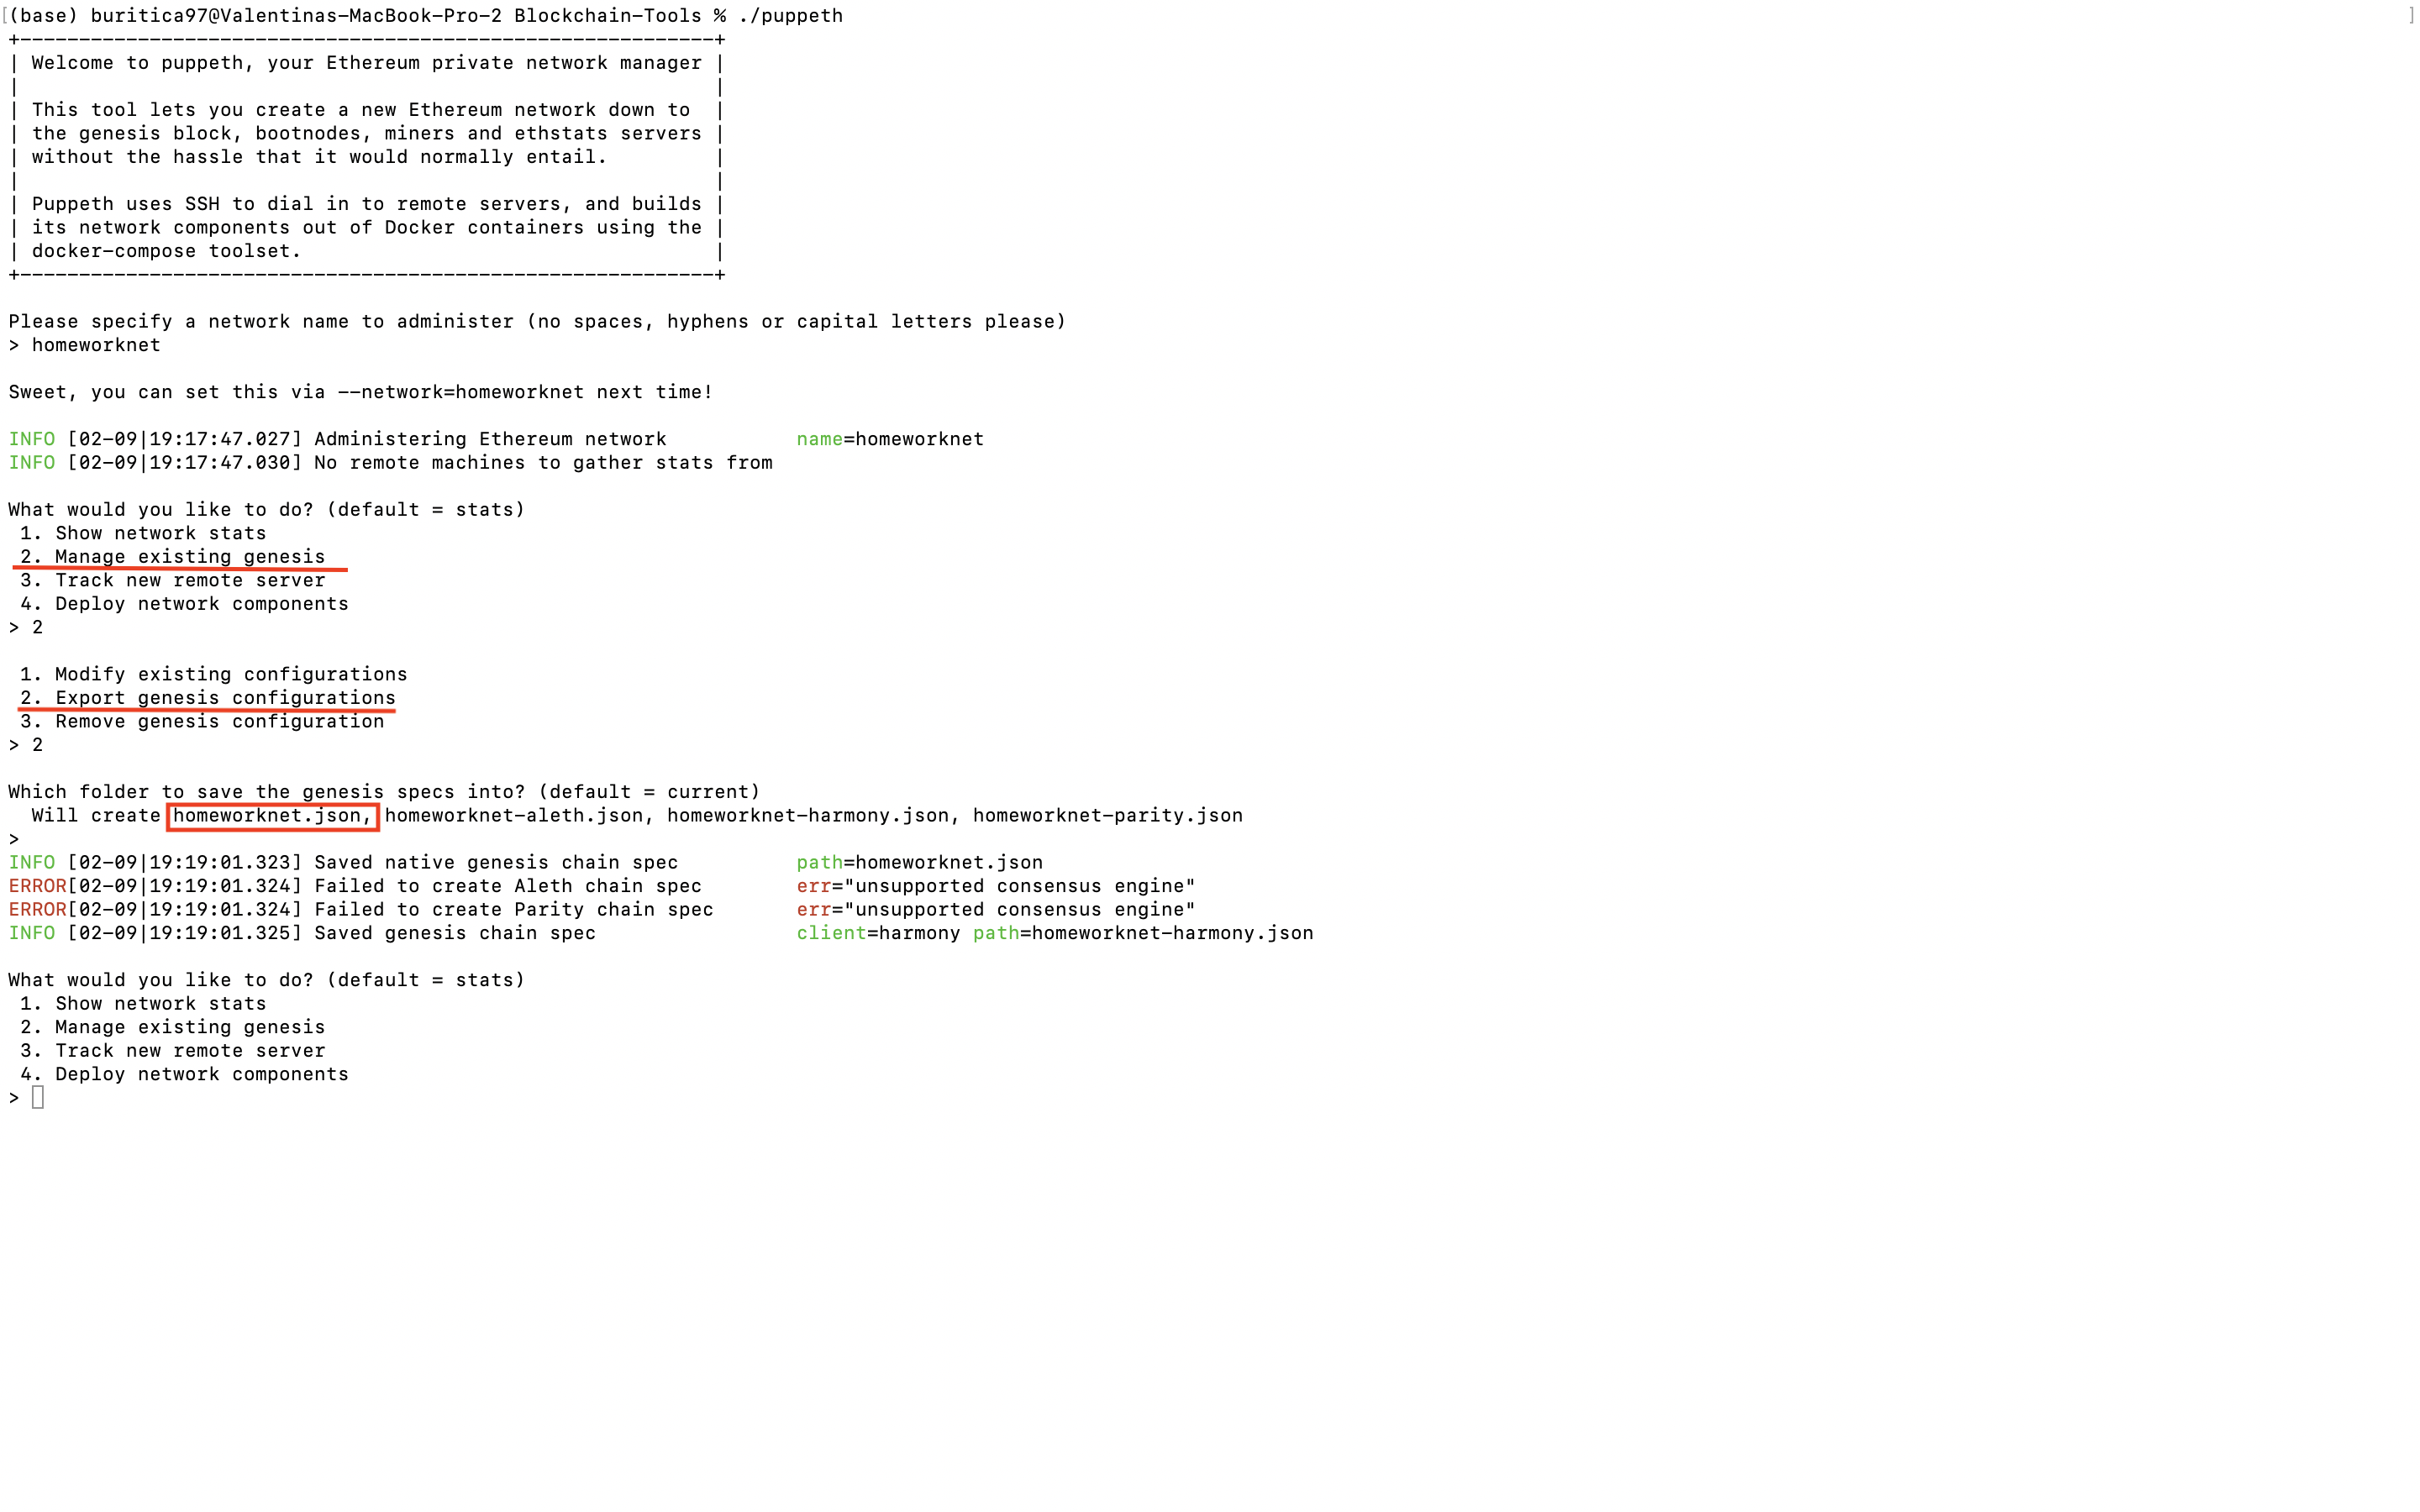 [(base) buritica97@Valentinas-MacBook-Pro-2 Blockchain-Tools % ./puppeth ]
+-----------------------------------------------------------+
| Welcome to puppeth, your Ethereum private network manager |
|                                                           |
| This tool lets you create a new Ethereum network down to  |
| the genesis block, bootnodes, miners and ethstats servers |
| without the hassle that it would normally entail.         |
|                                                           |
| Puppeth uses SSH to dial in to remote servers, and builds |
| its network components out of Docker containers using the |
| docker-compose toolset.                                   |
+-----------------------------------------------------------+
Please specify a network name to administer (no spaces, hyphens or capital letters please)
> homeworknet
Sweet, you can set this via --network=homeworknet next time!
INFO [02-09|19:17:47.027] Administering Ethereum network           name=homeworknet
INFO [02-09|19:17:47.030] No remote machines to gather stats from
What would you like to do? (default = stats)
 1. Show network stats
 2. Manage existing genesis
 3. Track new remote server
 4. Deploy network components
> 2
 1. Modify existing configurations
 2. Export genesis configurations
 3. Remove genesis configuration
> 2
Which folder to save the genesis specs into? (default = current)
  Will create homeworknet.json, homeworknet-aleth.json, homeworknet-harmony.json, homeworknet-parity.json
>
INFO [02-09|19:19:01.323] Saved native genesis chain spec          path=homeworknet.json
ERROR[02-09|19:19:01.324] Failed to create Aleth chain spec        err="unsupported consensus engine"
ERROR[02-09|19:19:01.324] Failed to create Parity chain spec       err="unsupported consensus engine"
INFO [02-09|19:19:01.325] Saved genesis chain spec                 client=harmony path=homeworknet-harmony.json
What would you like to do? (default = stats)
 1. Show network stats
 2. Manage existing genesis
 3. Track new remote server
 4. Deploy network components
>